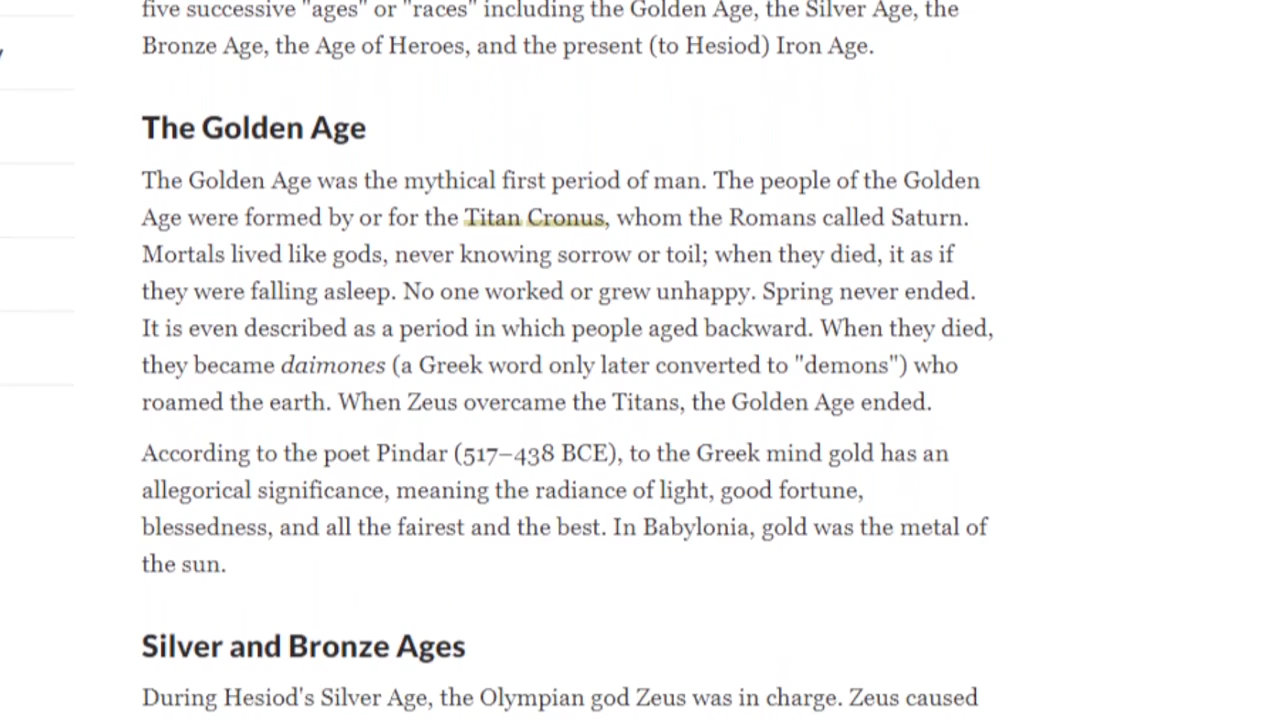 five successive "ages" or "races" including the Golden Age, the Silver Age, the
Bronze Age, the Age of Heroes, and the present (to Hesiod) Iron Age.
The Golden Age
The Golden Age was the mythical first period of man. The people of the Golden
Age were formed by or for the Titan Cronus, whom the Romans called Saturn.
Mortals lived like gods, never knowing sorrow or toil; when they died, it as if
they were falling asleep. No one worked or grew unhappy. Spring never ended.
It is even described as a period in which people aged backward. When they died,
they became daimones (a Greek word only later converted to "demons") who
roamed the earth. When Zeus overcame the Titans, the Golden Age ended.
According to the poet Pindar (517–438 BCE), to the Greek mind gold has an
allegorical significance, meaning the radiance of light, good fortune,
blessedness, and all the fairest and the best. In Babylonia, gold was the metal of
the sun.
Silver and Bronze Ages
During Hesiod's Silver Age, the Olympian god Zeus was in charge. Zeus caused